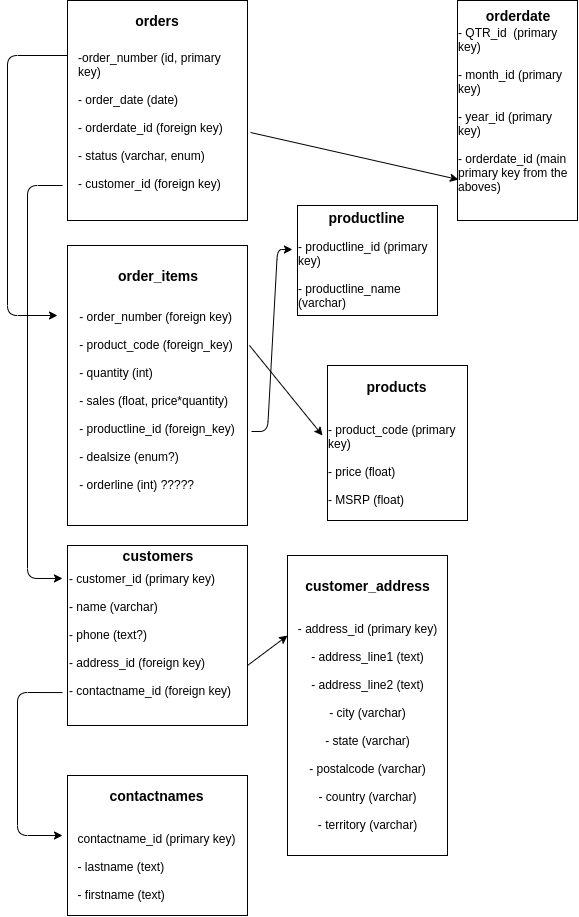 orders
-order_number (id, primary
key)
- order_date (date)
- orderdate_id (foreign key)
- status (varchar, enum)
- customer_id (foreign key)
orderdate
- QTR_id (primary
key)
- month_id (primary
key)
- year_id (primary
key)
- orderdate_id (main
primary key from the
aboves)
productline
- productline_id (primary
key)
- productline_name
(varchar)
order_items
- order_number (foreign key)
- product_code (foreign_key)
- quantity (int)
- sales (float, price*quantity)
- productline_id (foreign_key)
- dealsize (enum?)
- orderline (int) ?????
products
- product_code (primary
key)
- price (float)
- MSRP (float)
customers
- customer_id (primary key)
- name (varchar)
- phone (text?)
- address_id (foreign key)
- contactname_id (foreign key)
customer_address
- address_id (primary key)
- address_line1 (text)
- address_line2 (text)
- city (varchar)
- state (varchar)
- postalcode (varchar)
- country (varchar)
- territory (varchar)
contactnames
contactname_id (primary key)
- lastname (text)
- firstname (text)